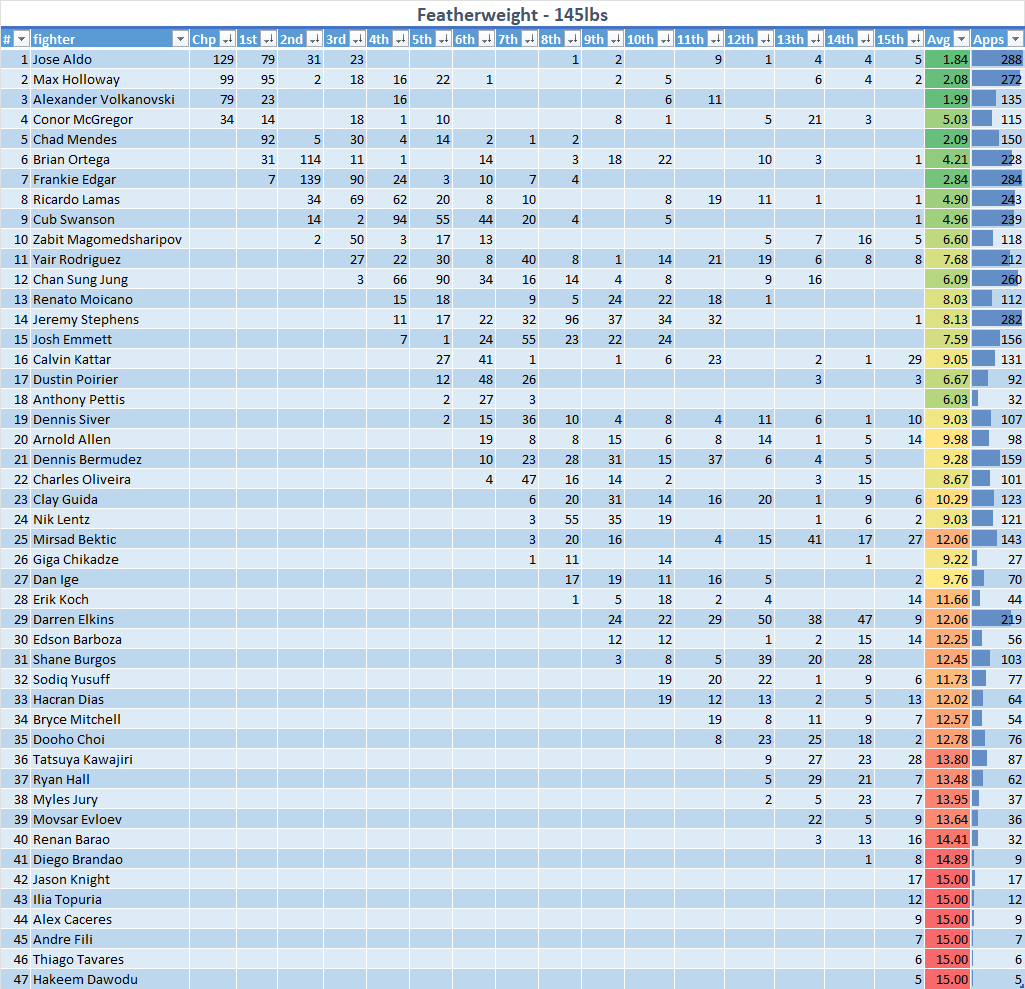 Featherweight - 145lbs
# fighter Chp 1st 2nd 3rd 4th 5th 6th 7th 8th 9th 10th 11th 12th 13th 14th 15th Avg Apps
1 Jose Aldo 129 79 31 23 1 2 9 1 4 4 5 1.84 288
2 Max Holloway 99 95 2 18 16 22 1 2 5 6 4 2 2.08 272
3 Alexander Volkanovski 79 23 16 6 11 1.99 135
4 Conor McGregor 34 14 18 1 10 8 1 5 21 3 5.03 115
5 Chad Mendes 92 5 30 4 14 2 1 2 2.09 150
6 Brian Ortega 31 114 11 1 14 3 18 22 10 3 1 4.21 228
7 Frankie Edgar 7 139 90 24 3 10 7 4 2.84 284
8 Ricardo Lamas 34 69 62 20 8 10 8 19 11 1 1 4.90 243
9 Cub Swanson 14 2 94 55 44 20 4 5 1 4.96 239
10 Zabit Magomedsharipov 2 50 3 17 13 5 7 16 5 6.60 118
11 Yair Rodriguez 27 22 30 8 40 8 1 14 21 19 6 8 8 7.68 212
12 Chan Sung Jung 3 66 90 34 16 14 4 8 9 16 6.09 260
13 Renato Moicano 15 18 9 5 24 22 18 1 8.03 112
14 Jeremy Stephens 11 17 22 32 96 37 34 32 1 8.13 282
15 Josh Emmett 7 1 24 55 23 22 24 7.59 156
16 Calvin Kattar 27 41 1 1 6 23 2 1 29 9.05 131
17 Dustin Poirier 12 48 26 3 3 6.67 92
18 Anthony Pettis 2 27 3 6.03 32
19 Dennis Siver 2 15 36 10 4 8 4 11 6 1 10 9.03 107
20 Arnold Allen 19 8 8 15 6 8 14 1 5 14 9.98 98
21 Dennis Bermudez 10 23 28 31 15 37 6 4 5 9.28 159
22 Charles Oliveira 4 47 16 14 2 3 15 8.67 101
23 Clay Guida 6 20 31 14 16 20 1 9 6 10.29 123
24 Nik Lentz 3 55 35 19 1 6 2 9.03 121
25 Mirsad Bektic 3 20 16 4 15 41 17 27 12.06 143
26 Giga Chikadze 1 11 14 1 9.22 27
27 Dan Ige 17 19 11 16 5 2 9.76 70
28 Erik Koch 1 5 18 2 4 14 11.66 44
29 Darren Elkins 24 22 29 50 38 47 9 12.06 219
30 Edson Barboza 12 12 1 2 15 14 12.25 56
31 Shane Burgos 3 8 5 39 20 28 12.45 103
32 Sodiq Yusuff 19 20 22 1 9 6 11.73 77
33 Hacran Dias 19 12 13 2 5 13 12.02 64
34 Bryce Mitchell 19 8 11 9 7 12.57 54
35 Dooho Choi 8 23 25 18 2 12.78 76
36 Tatsuya Kawajiri 9 27 23 28 13.80 87
37 Ryan Hall 5 29 21 7 13.48 62
38 Myles Jury 2 5 23 7 13.95 37
39 Movsar Evloev 22 5 9 13.64 36
40 Renan Barao 3 13 16 14.41 32
41 Diego Brandao 1 8 14.89 9
42 Jason Knight 17 15.00 17
43 Ilia Topuria 12 15.00 12
44 Alex Caceres 9 15.00 9
45 Andre Fili 7 15.00 7
46 Thiago Tavares 6 15.00 6
47 Hakeem Dawodu 5 15.00 5